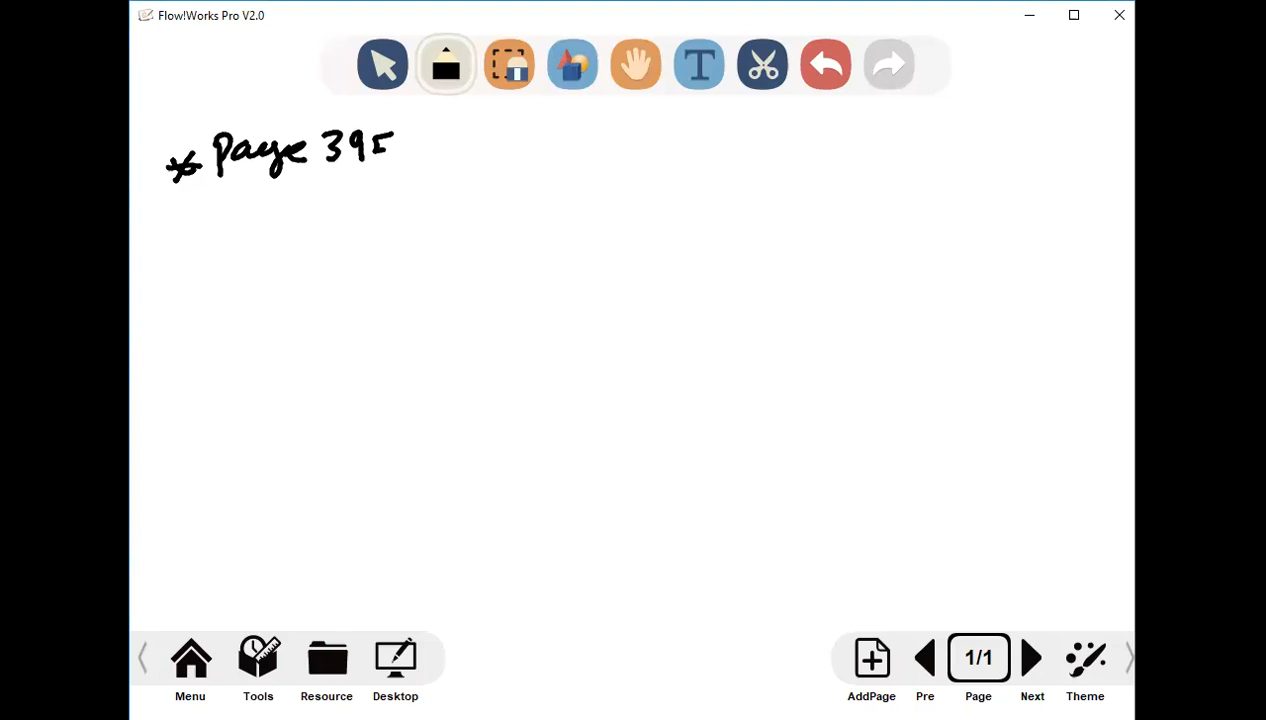 Flow!Works Pro V2.0
T
* Page 395
Menu
Tools
Resource
Desktop
AddPage
Pre
1/1
Page
Next
Theme